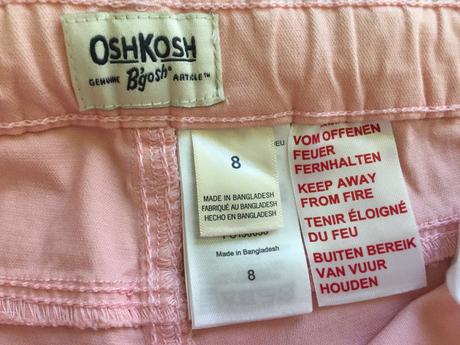 OSHKOSH
GENUINE B'gosh® ARTICLE™
8
MADE IN BANGLADESH
FABRIQUÉ AU BANGLADESH
HECHO EN BANGLADESH
Made in Bangladesh
8
VOM OFFENEN
FEUER
FERNHALTEN
KEEP AWAY
FROM FIRE
TENIR ÉLOIGNÉ
DU FEU
BUITEN BEREIK
VAN VUUR
HOUDEN